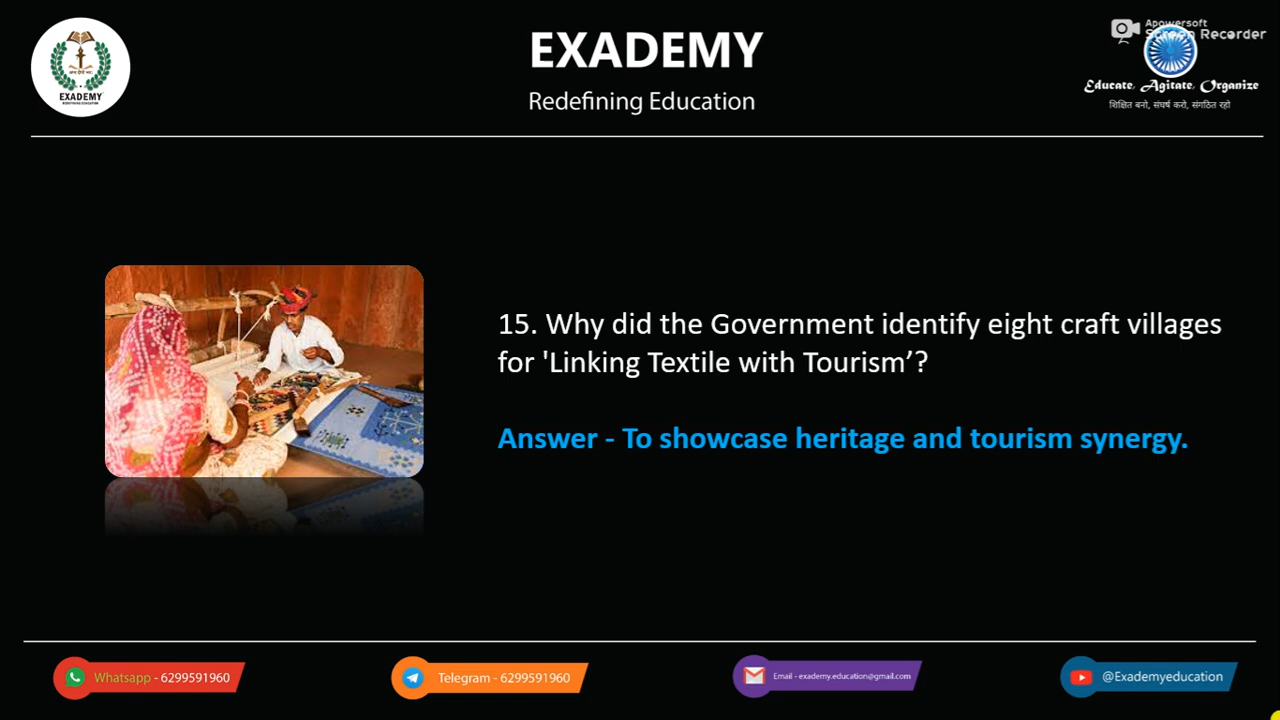 EXADEMY
Redefining Education
Apowersoft
Screen Recorder
Educate, Agitate, Organize
शिक्षित बनो, संघर्ष करो, संगठित रहो
EXADEMY
REDEFINING EDUCATION
15. Why did the Government identify eight craft villages
for 'Linking Textile with Tourism’?
Answer - To showcase heritage and tourism synergy.
Whatsapp - 6299591960
Telegram - 6299591960
Email - exademy.education@gmail.com
@Exademyeducation